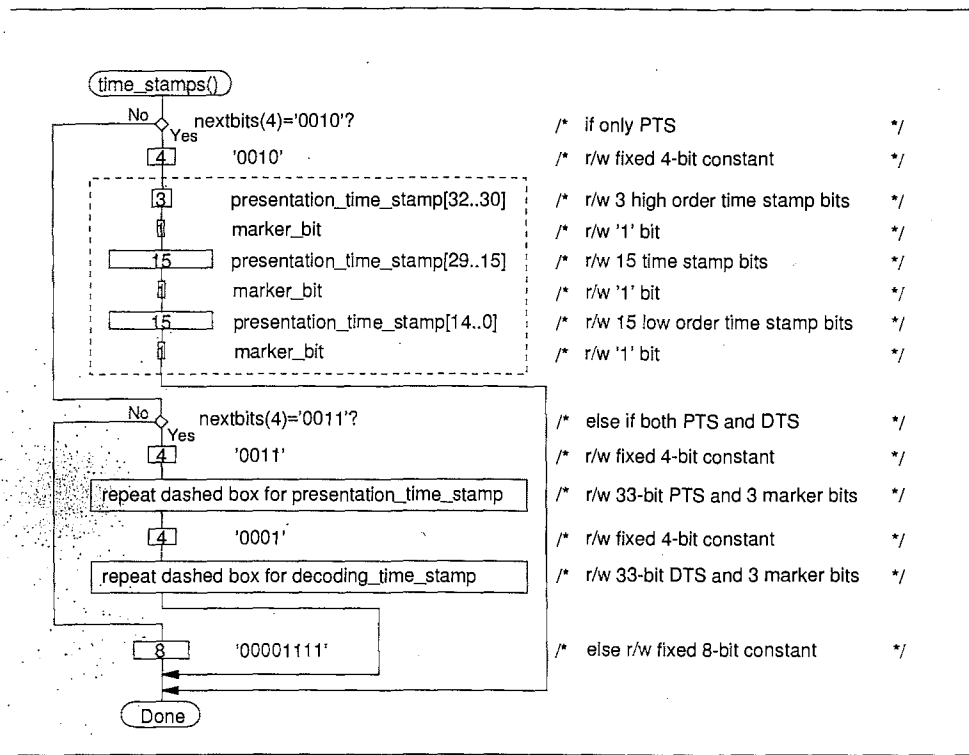 time_stamps()
No Yes nextbits(4)='0010'? /* if only PTS */
4 '0010' /* r/w fixed 4-bit constant */
3 presentation_time_stamp[32..30] /* r/w 3 high order time stamp bits */
1 marker_bit /* r/w '1' bit */
15 presentation_time_stamp[29..15] /* r/w 15 time stamp bits */
1 marker_bit /* r/w '1' bit */
15 presentation_time_stamp[14..0] /* r/w 15 low order time stamp bits */
1 marker_bit /* r/w '1' bit */
No Yes nextbits(4)='0011'? /* else if both PTS and DTS */
4 '0011' /* r/w fixed 4-bit constant */
repeat dashed box for presentation_time_stamp /* r/w 33-bit PTS and 3 marker bits */
4 '0001' /* r/w fixed 4-bit constant */
repeat dashed box for decoding_time_stamp /* r/w 33-bit DTS and 3 marker bits */
8 '00001111' /* else r/w fixed 8-bit constant */
Done